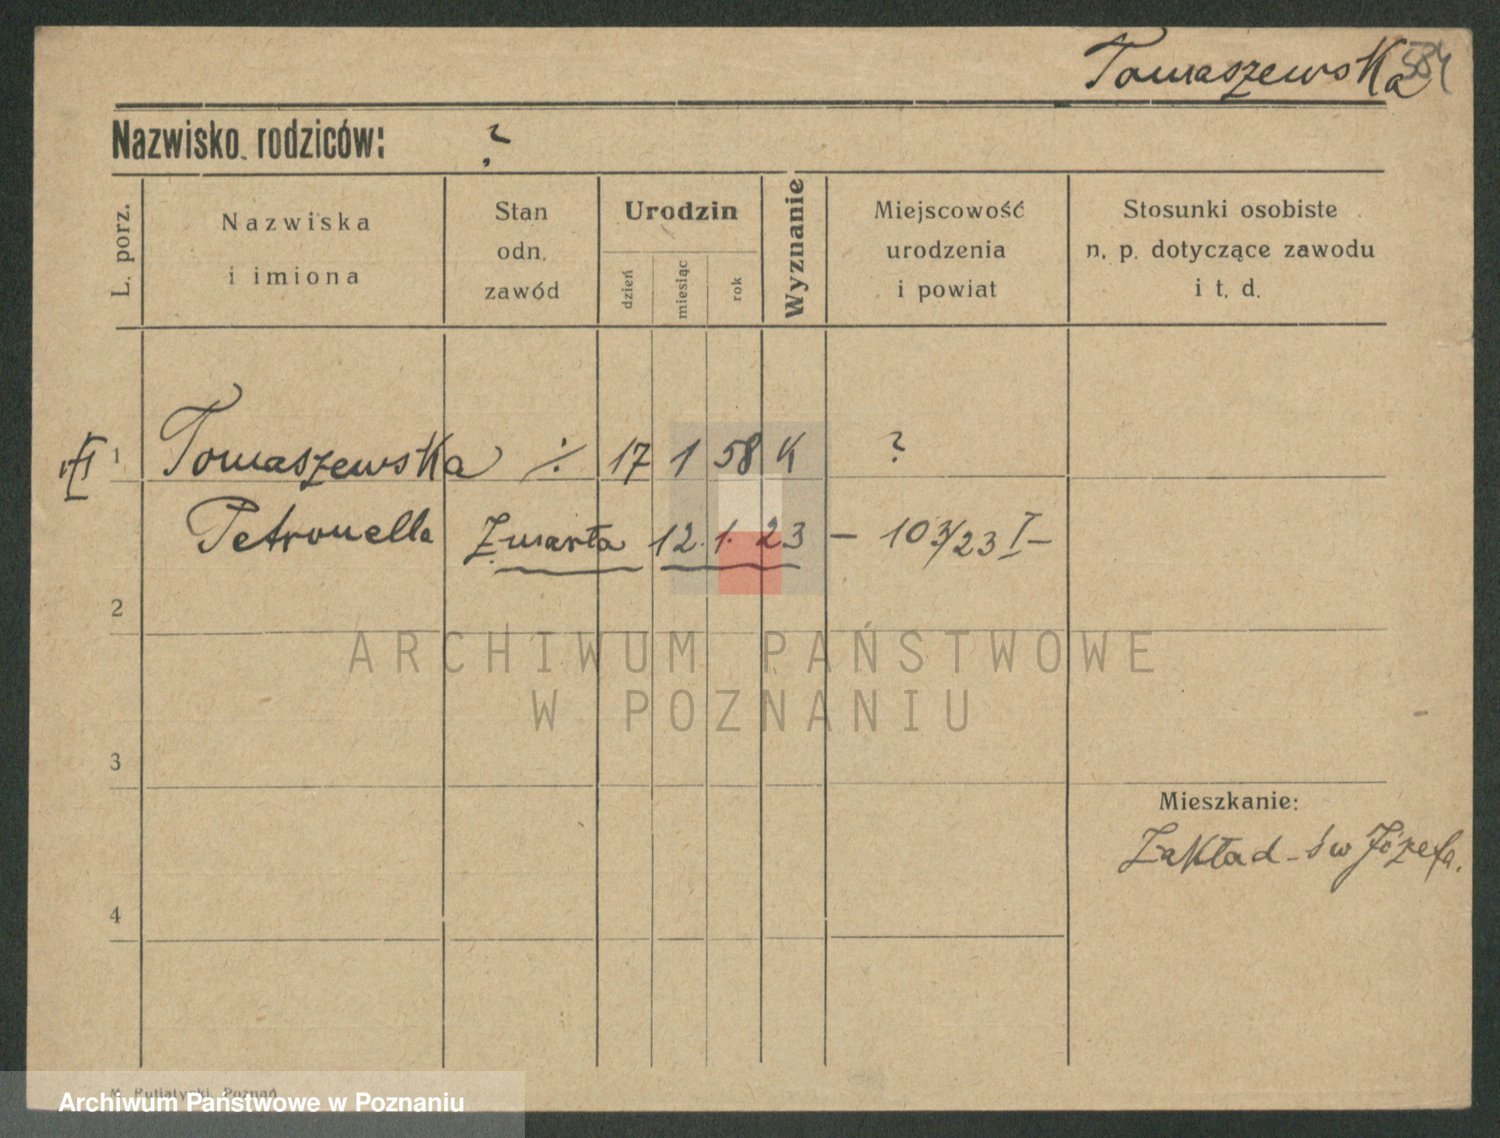 Tomaszewska 584
Nazwisko rodziców: ?
L. porz.
Nazwiska
i imiona
Stan
odn.
zawód
Urodzin
dzień
miesiąc
rok
Wyznanie
Miejscowość
urodzenia
i powiat
Stosunki osobiste
n. p. dotyczące zawodu
i t. d.
1 Tomaszewska ·/· 17 1 58 K ?
Petronella Zmarła 12. 1. 23 – 103/23 I –
2
ARCHIWUM PAŃSTWOWE
W POZNANIU
3
Mieszkanie:
Zakład św Józefa.
4
Poznań
Archiwum Państwowe w Poznaniu